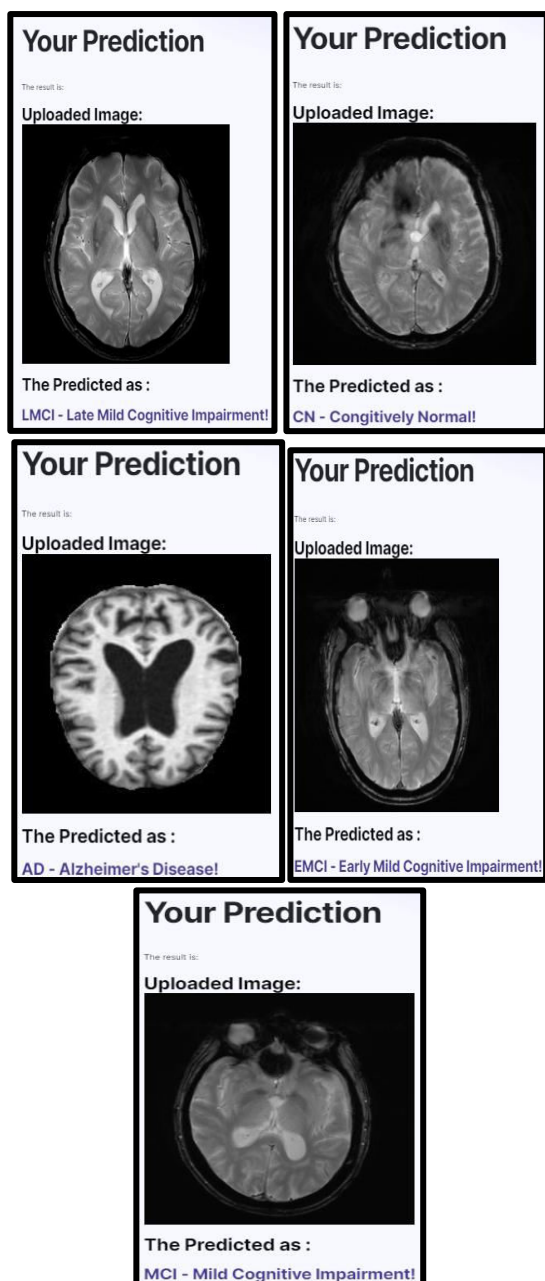 Your Prediction
The result is:
Uploaded Image:
The Predicted as :
LMCI - Late Mild Cognitive Impairment!
Your Prediction
The result is:
Uploaded Image:
The Predicted as :
CN - Congitively Normal!
Your Prediction
The result is:
Uploaded Image:
The Predicted as :
AD - Alzheimer's Disease!
Your Prediction
The result is:
Uploaded Image:
The Predicted as :
EMCI - Early Mild Cognitive Impairment!
Your Prediction
The result is:
Uploaded Image:
The Predicted as :
MCI - Mild Cognitive Impairment!